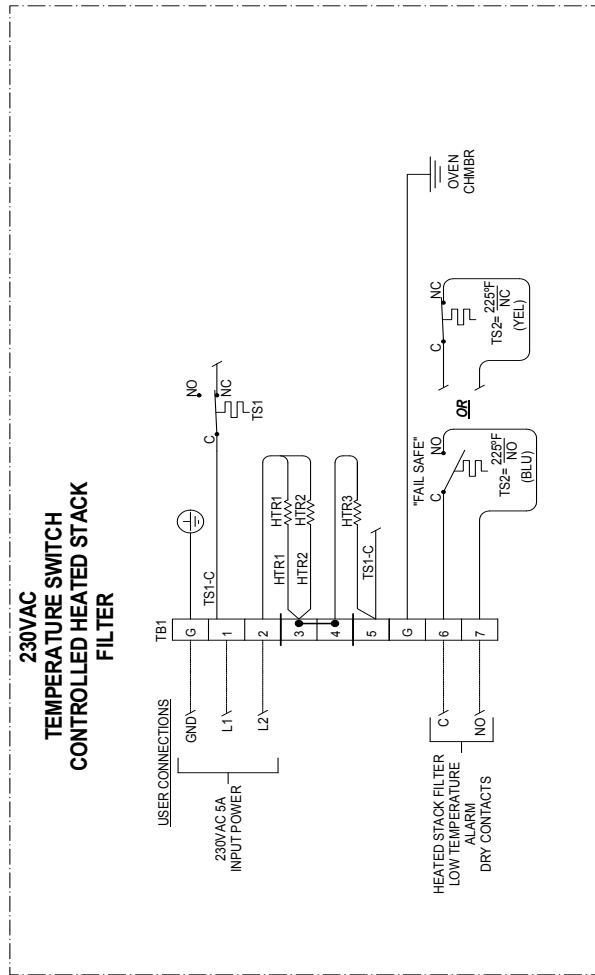 230VAC
TEMPERATURE SWITCH
CONTROLLED HEATED STACK
FILTER
USER CONNECTIONS
TB1
GND
G
L1
1
TS1-C
C
NO
NC
TS1
L2
2
230VAC 5A
INPUT POWER
HTR1
HTR1
HTR2
HTR2
3
4
HTR3
5
TS1-C
G
OVEN
CHMBR
"FAIL SAFE"
C
6
C
NO
NO
7
TS2= 225ºF
NO
(BLU)
OR
C
NC
TS2= 225ºF
NC
(YEL)
HEATED STACK FILTER
LOW TEMPERATURE
ALARM
DRY CONTACTS